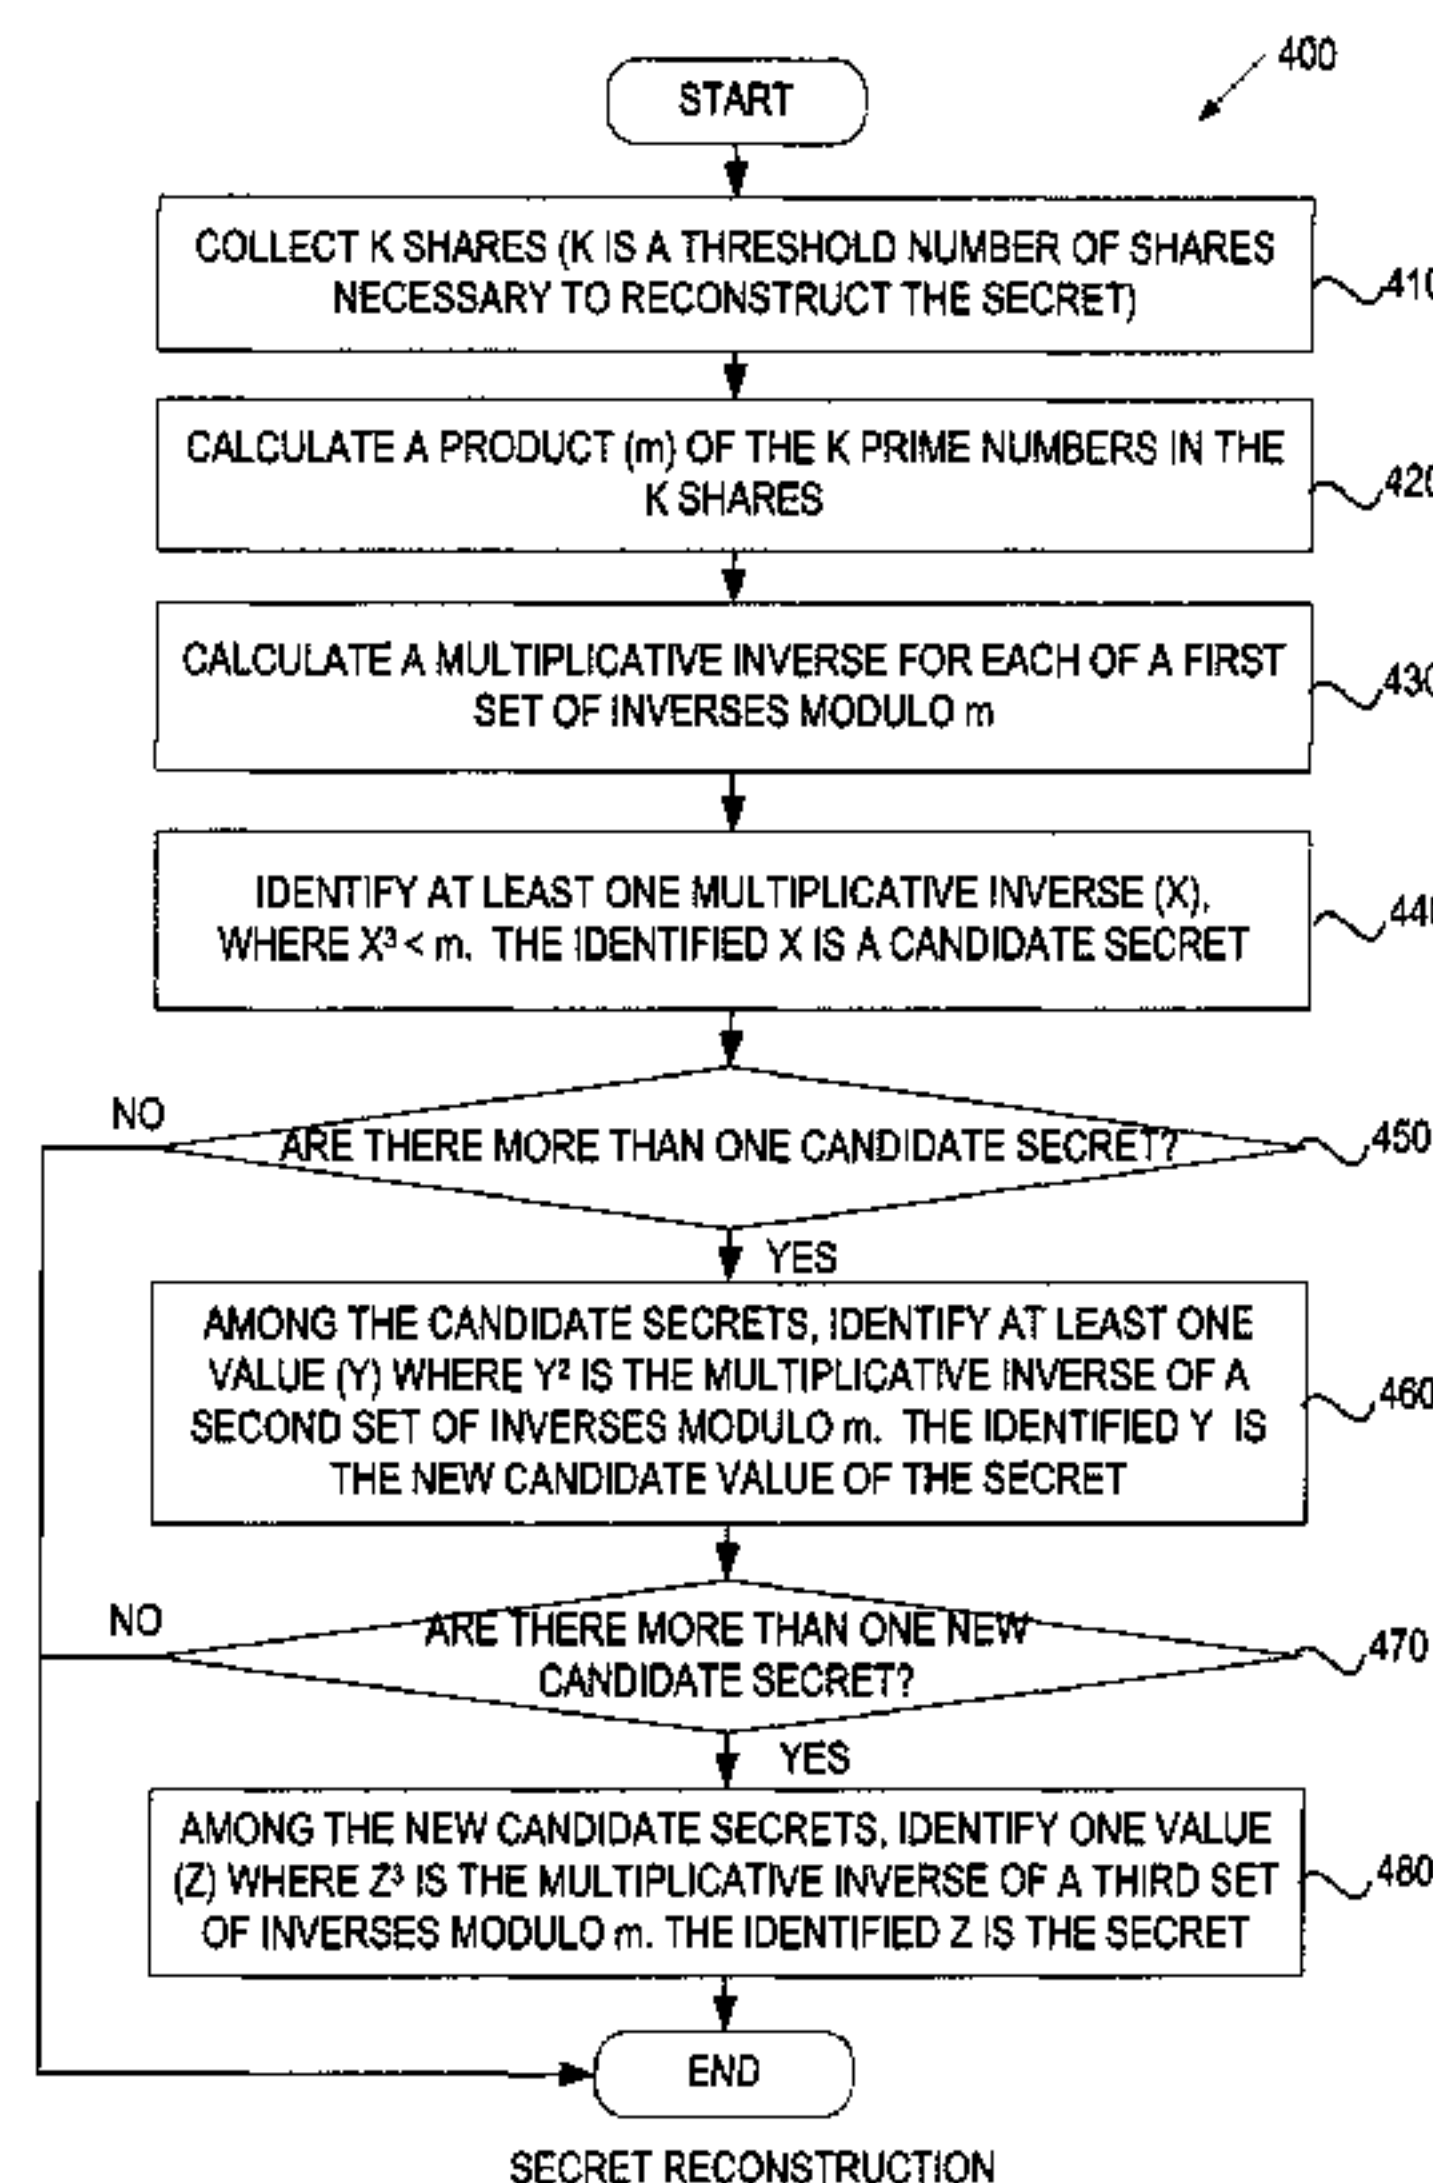 400
START
COLLECT K SHARES (K IS A THRESHOLD NUMBER OF SHARES
NECESSARY TO RECONSTRUCT THE SECRET)
410
CALCULATE A PRODUCT (m) OF THE K PRIME NUMBERS IN THE
K SHARES
420
CALCULATE A MULTIPLICATIVE INVERSE FOR EACH OF A FIRST
SET OF INVERSES MODULO m
430
IDENTIFY AT LEAST ONE MULTIPLICATIVE INVERSE (X),
WHERE X³ < m. THE IDENTIFIED X IS A CANDIDATE SECRET
NO
ARE THERE MORE THAN ONE CANDIDATE SECRET?
450
YES
AMONG THE CANDIDATE SECRETS, IDENTIFY AT LEAST ONE
VALUE (Y) WHERE Y² IS THE MULTIPLICATIVE INVERSE OF A
SECOND SET OF INVERSES MODULO m. THE IDENTIFIED Y IS
THE NEW CANDIDATE VALUE OF THE SECRET
460
NO
ARE THERE MORE THAN ONE NEW
CANDIDATE SECRET?
470
YES
AMONG THE NEW CANDIDATE SECRETS, IDENTIFY ONE VALUE
(Z) WHERE Z³ IS THE MULTIPLICATIVE INVERSE OF A THIRD SET
OF INVERSES MODULO m. THE IDENTIFIED Z IS THE SECRET
480
END
SECRET RECONSTRUCTION